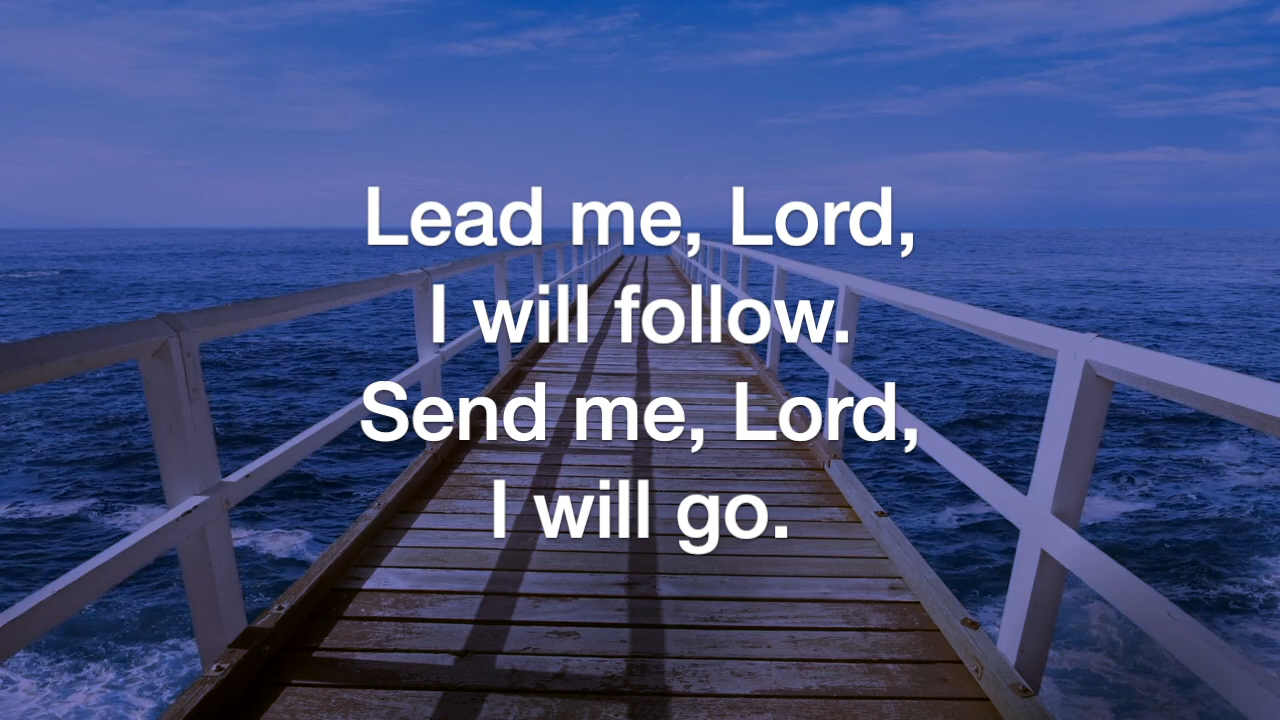 Lead me, Lord,
I will follow.
Send me, Lord,
I will go.